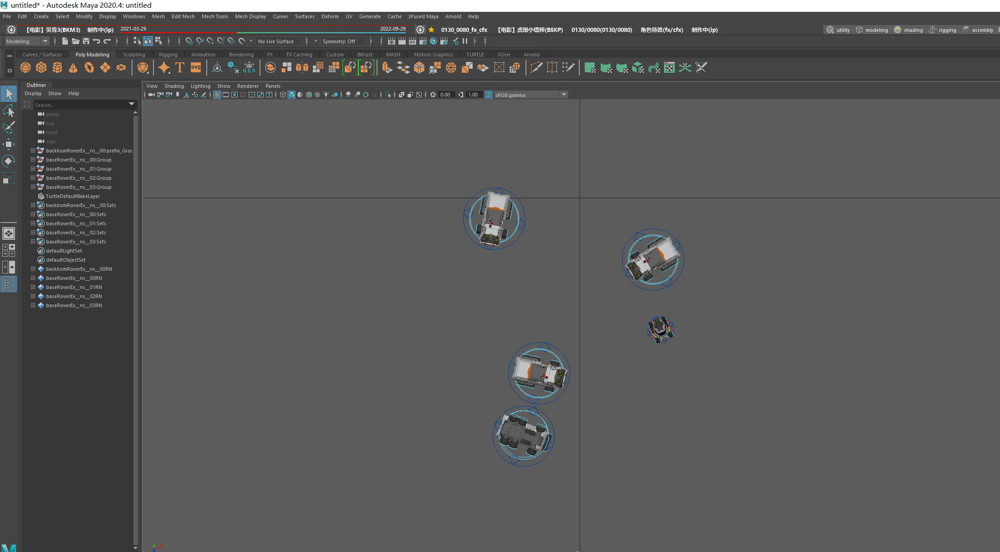 untitled* - Autodesk Maya 2020.4: untitled
File Edit Create Select Modify Display Windows Mesh Edit Mesh Mesh Tools Mesh Display Curves Surfaces Deform UV Generate Cache zFused Maya Arnold Help
【电影】贝肯3(BKM3) 制作中(ip) 2021-03-29 2022-09-29 0130_0080_fx_cfx 【电影】虎墩小镖师(BSKP) 0130/0080(0130/0080) 角色特效(fx/cfx) 制作中(ip) utility modeling shading rigging assembly
Modeling No Live Surface Symmetry: Off
Curves / Surfaces Poly Modeling Sculpting Rigging Animation Rendering FX FX Caching Custom Bifrost MASH Motion Graphics TURTLE XGen Arnold
T svg 0,0,0
Outliner
Display Show Help
Search...
persp
top
front
side
backkomRoverEx__ns__00:prefix_Grou
baseRoverEx__ns__00:Group
baseRoverEx__ns__01:Group
baseRoverEx__ns__02:Group
baseRoverEx__ns__03:Group
TurtleDefaultBakeLayer
backkomRoverEx__ns__00:Sets
baseRoverEx__ns__00:Sets
baseRoverEx__ns__01:Sets
baseRoverEx__ns__02:Sets
baseRoverEx__ns__03:Sets
defaultLightSet
defaultObjectSet
backkomRoverEx__ns__00RN
baseRoverEx__ns__00RN
baseRoverEx__ns__01RN
baseRoverEx__ns__02RN
baseRoverEx__ns__03RN
View Shading Lighting Show Renderer Panels
0.00 1.00 ON sRGB gamma
y x